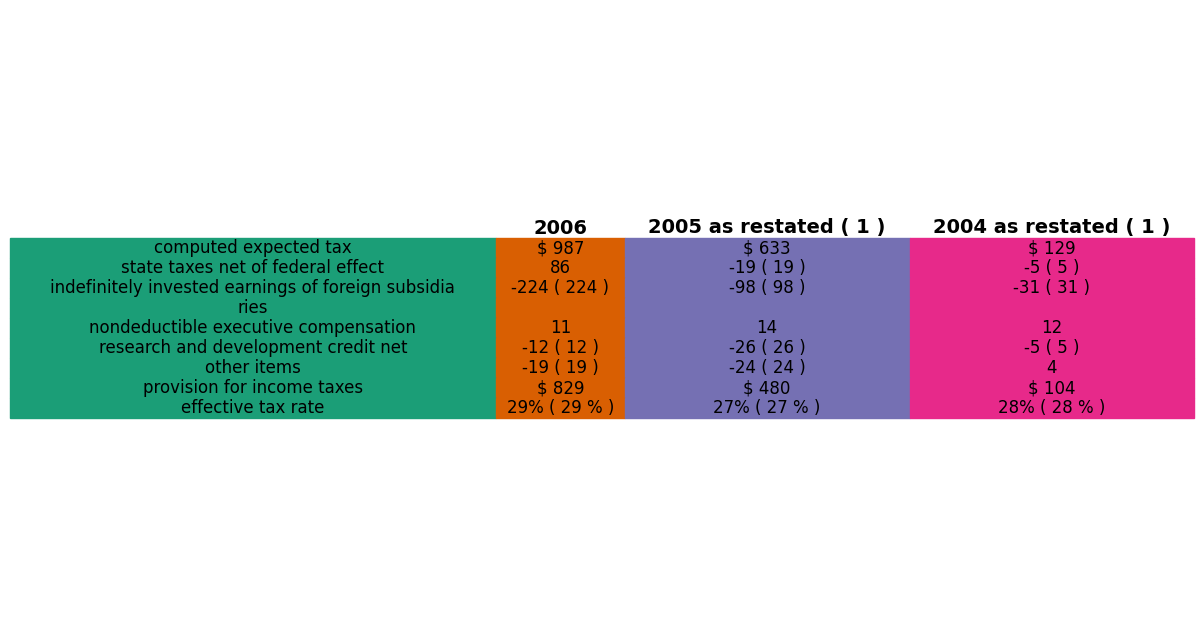 2006 2005 as restated ( 1 ) 2004 as restated ( 1 )
computed expected tax $ 987 $ 633 $ 129
state taxes net of federal effect 86 -19 ( 19 ) -5 ( 5 )
indefinitely invested earnings of foreign subsidia -224 ( 224 ) -98 ( 98 ) -31 ( 31 )
ries
nondeductible executive compensation 11 14 12
research and development credit net -12 ( 12 ) -26 ( 26 ) -5 ( 5 )
other items -19 ( 19 ) -24 ( 24 ) 4
provision for income taxes $ 829 $ 480 $ 104
effective tax rate 29% ( 29 % ) 27% ( 27 % ) 28% ( 28 % )